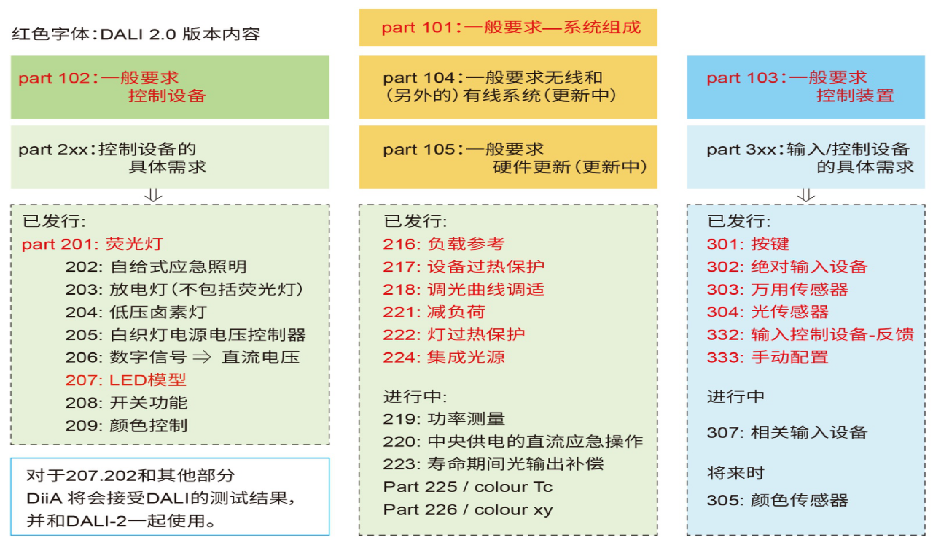 红色字体：DALI 2.0 版本内容
part 101：一般要求—系统组成
part 102：一般要求
控制设备
part 104：一般要求无线和
（另外的）有线系统（更新中）
part 103：一般要求
控制装置
part 2xx：控制设备的
具体需求
part 105：一般要求
硬件更新（更新中）
part 3xx：输入/控制设备
的具体需求
已发行:
part 201: 荧光灯
202: 自给式应急照明
203: 放电灯（不包括荧光灯）
204: 低压卤素灯
205: 白织灯电源电压控制器
206: 数字信号 ⇒ 直流电压
207: LED模型
208: 开关功能
209: 颜色控制
对于207.202和其他部分
DiiA 将会接受DALI的测试结果，
并和DALI-2一起使用。
已发行:
216: 负载参考
217: 设备过热保护
218: 调光曲线调适
221: 减负荷
222: 灯过热保护
224: 集成光源
进行中:
219: 功率测量
220: 中央供电的直流应急操作
223: 寿命期间光输出补偿
Part 225 / colour Tc
Part 226 / colour xy
已发行:
301: 按键
302: 绝对输入设备
303: 万用传感器
304: 光传感器
332: 输入控制设备-反馈
333: 手动配置
进行中
307: 相关输入设备
将来时
305: 颜色传感器